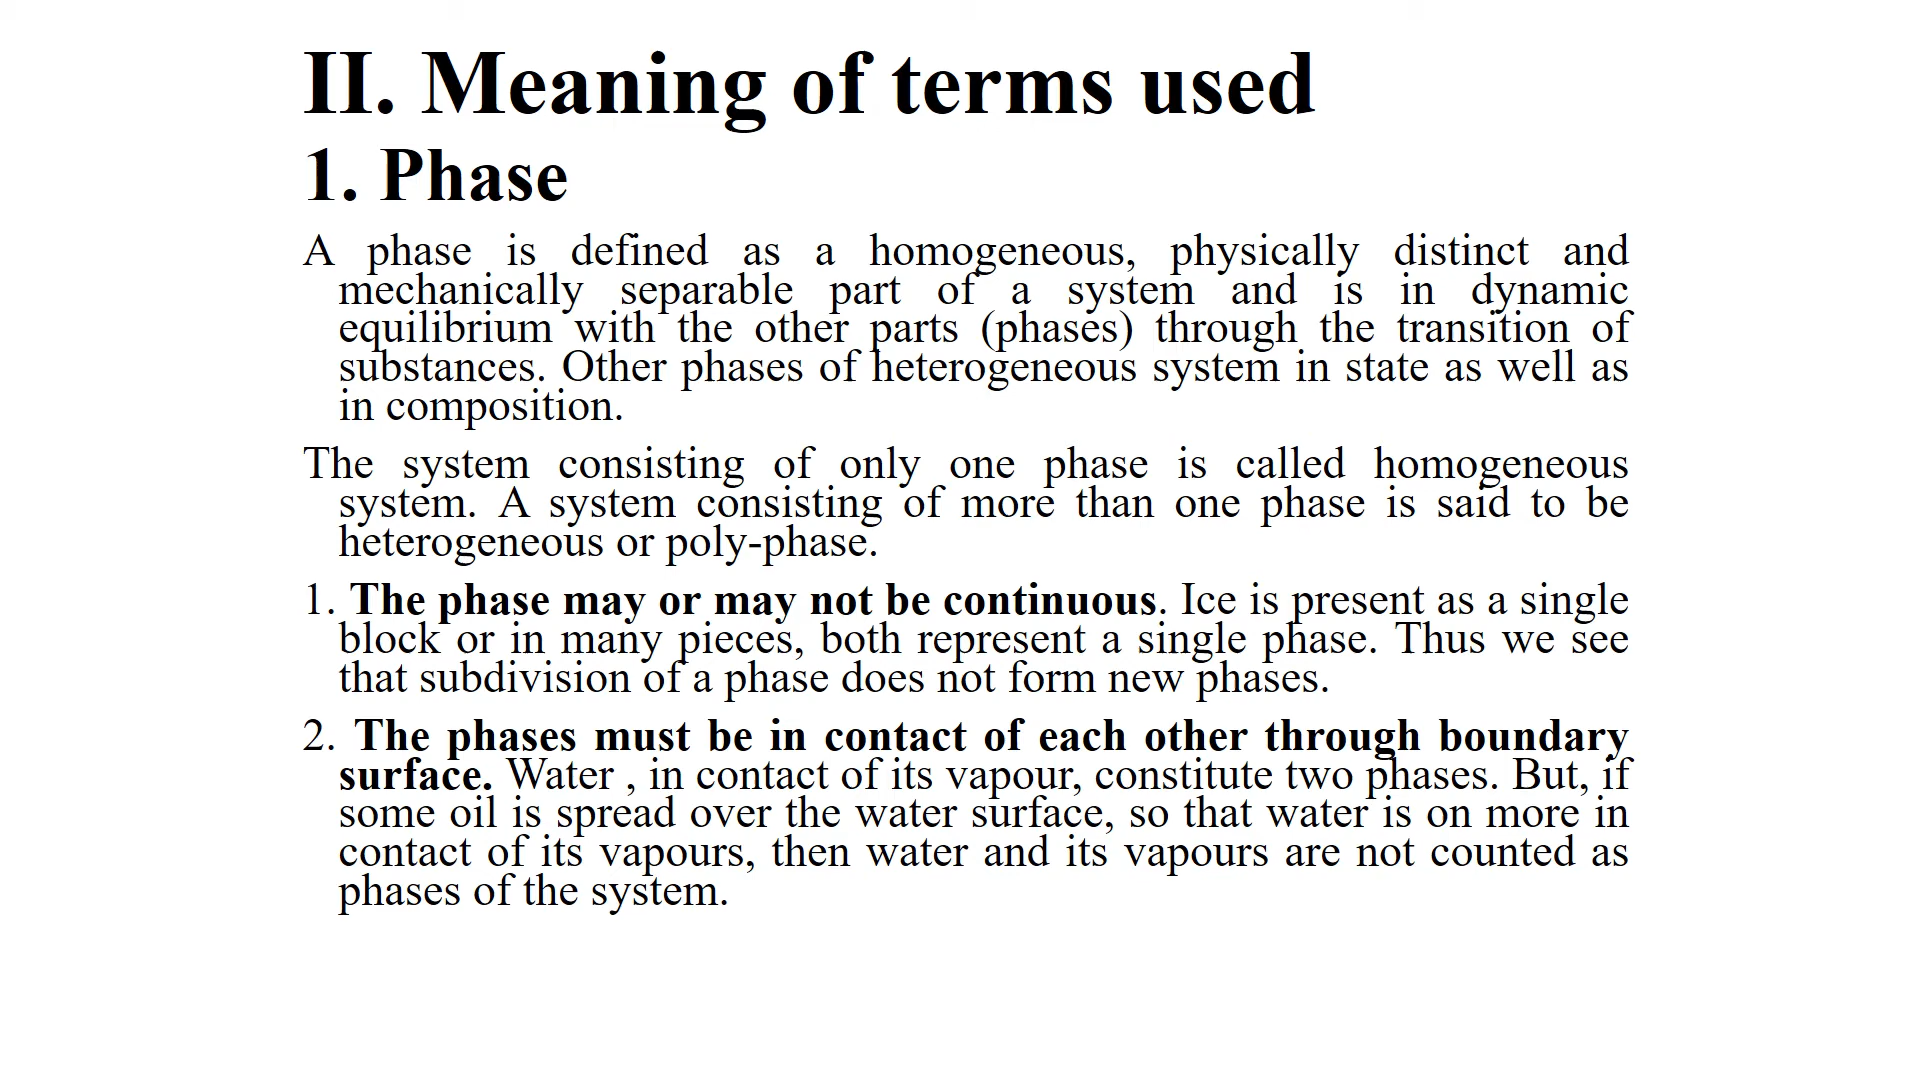 II. Meaning of terms used
1. Phase
A phase is defined as a homogeneous, physically distinct and
mechanically separable part of a system and is in dynamic
equilibrium with the other parts (phases) through the transition of
substances. Other phases of heterogeneous system in state as well as
in composition.
The system consisting of only one phase is called homogeneous
system. A system consisting of more than one phase is said to be
heterogeneous or poly-phase.
1. The phase may or may not be continuous. Ice is present as a single
block or in many pieces, both represent a single phase. Thus we see
that subdivision of a phase does not form new phases.
2. The phases must be in contact of each other through boundary
surface. Water , in contact of its vapour, constitute two phases. But, if
some oil is spread over the water surface, so that water is on more in
contact of its vapours, then water and its vapours are not counted as
phases of the system.